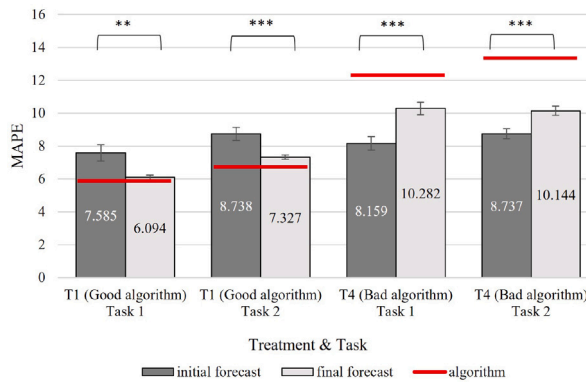 16
14
12
10
8
6
4
2
0
MAPE
**
***
***
***
7.585
6.094
8.738
7.327
8.159
10.282
8.737
10.144
T1 (Good algorithm)
Task 1
T1 (Good algorithm)
Task 2
T4 (Bad algorithm)
Task 1
T4 (Bad algorithm)
Task 2
Treatment & Task
initial forecast
final forecast
algorithm